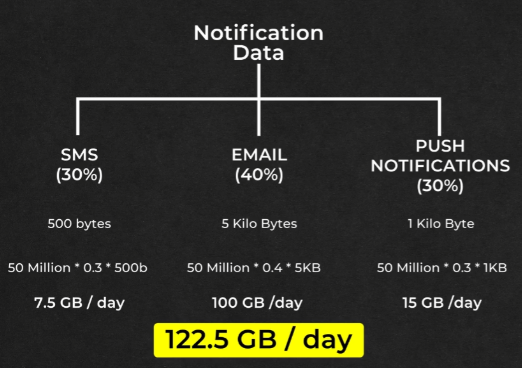 Notification
Data
SMS
(30%)
500 bytes
50 Million * 0.3 * 500b
7.5 GB / day
EMAIL
(40%)
5 Kilo Bytes
50 Million * 0.4 * 5KB
100 GB /day
PUSH
NOTIFICATIONS
(30%)
1 Kilo Byte
50 Million * 0.3 * 1KB
15 GB /day
122.5 GB / day